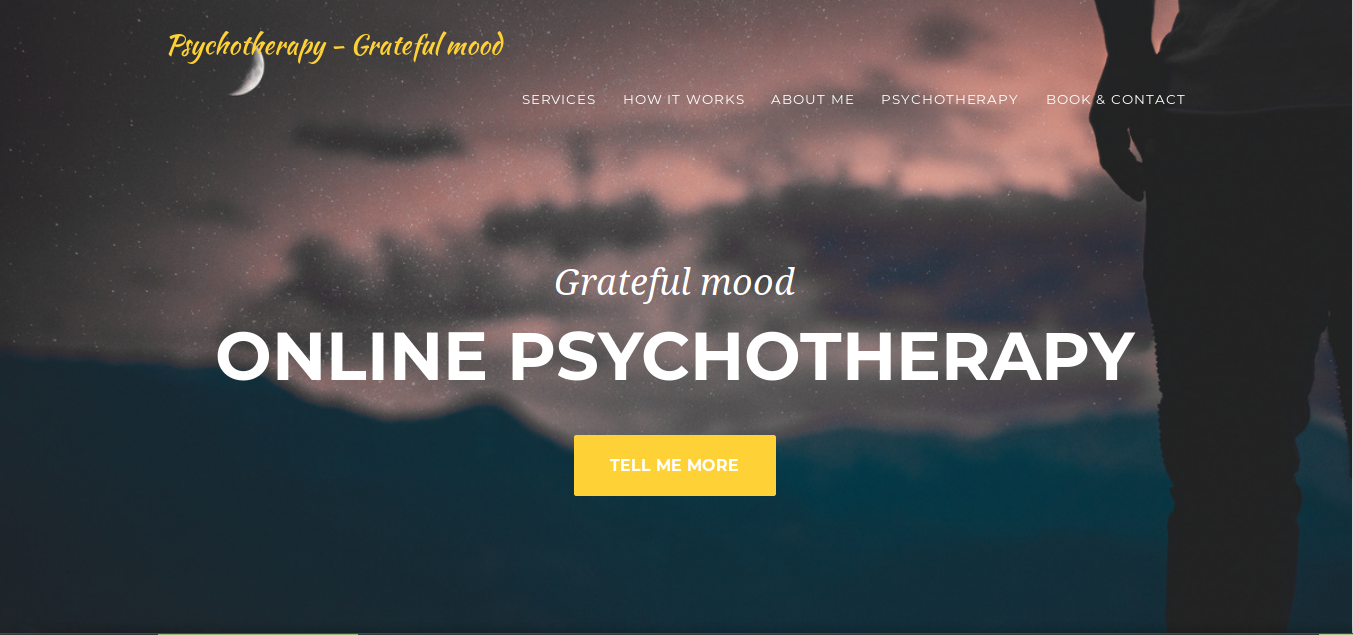 Psychotherapy - Grateful mood
SERVICES HOW IT WORKS ABOUT ME PSYCHOTHERAPY BOOK & CONTACT
Grateful mood
ONLINE PSYCHOTHERAPY
TELL ME MORE